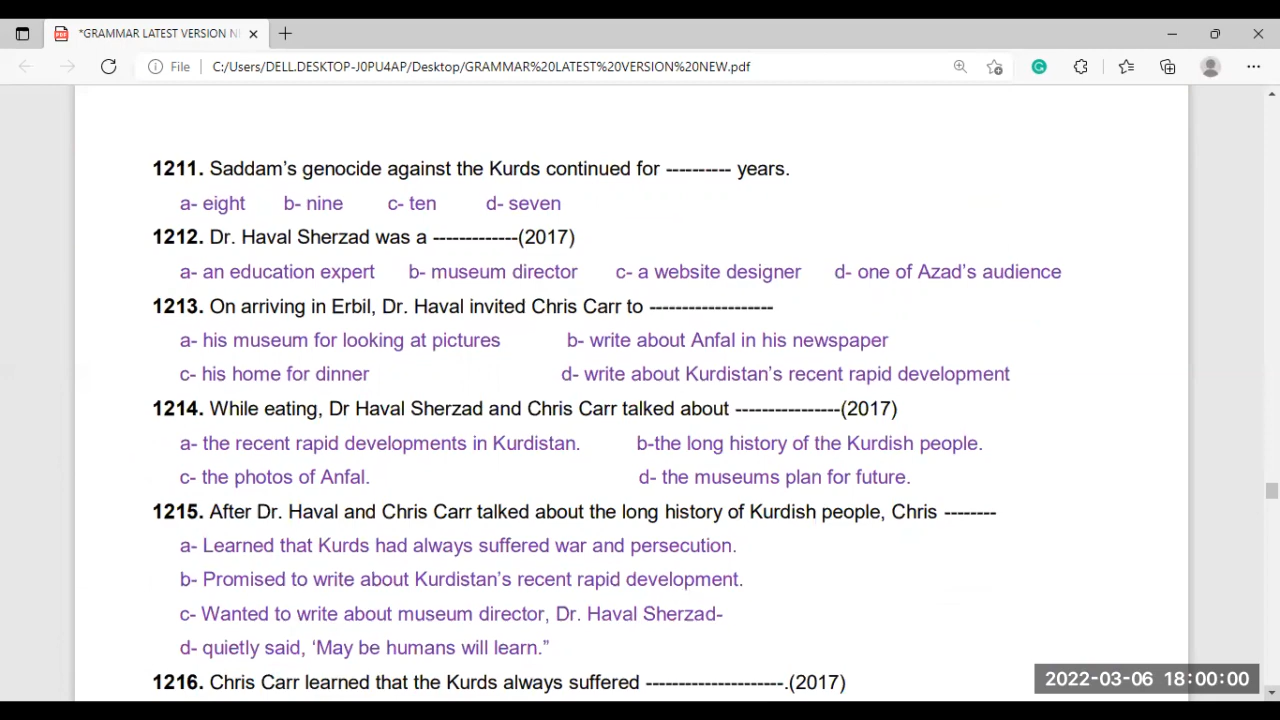 *GRAMMAR LATEST VERSION N
File C:/Users/DELL.DESKTOP-J0PU4AP/Desktop/GRAMMAR%20LATEST%20VERSION%20NEW.pdf
1211. Saddam’s genocide against the Kurds continued for ---------- years.
a- eight b- nine c- ten d- seven
1212. Dr. Haval Sherzad was a -------------(2017)
a- an education expert b- museum director c- a website designer d- one of Azad’s audience
1213. On arriving in Erbil, Dr. Haval invited Chris Carr to -------------------
a- his museum for looking at pictures b- write about Anfal in his newspaper
c- his home for dinner d- write about Kurdistan’s recent rapid development
1214. While eating, Dr Haval Sherzad and Chris Carr talked about ----------------(2017)
a- the recent rapid developments in Kurdistan. b-the long history of the Kurdish people.
c- the photos of Anfal. d- the museums plan for future.
1215. After Dr. Haval and Chris Carr talked about the long history of Kurdish people, Chris --------
a- Learned that Kurds had always suffered war and persecution.
b- Promised to write about Kurdistan’s recent rapid development.
c- Wanted to write about museum director, Dr. Haval Sherzad-
d- quietly said, ‘May be humans will learn.”
1216. Chris Carr learned that the Kurds always suffered ---------------------.(2017)
2022-03-06 18:00:00